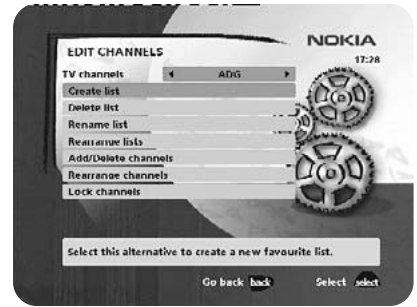 NOKIA
EDIT CHANNELS
17:28
TV channels ADG
Create list
Delete list
Rename list
Rearrange lists
Add/Delete channels
Rearrange channels
Lock channels
Select this alternative to create a new favourite list.
Go back back Select select